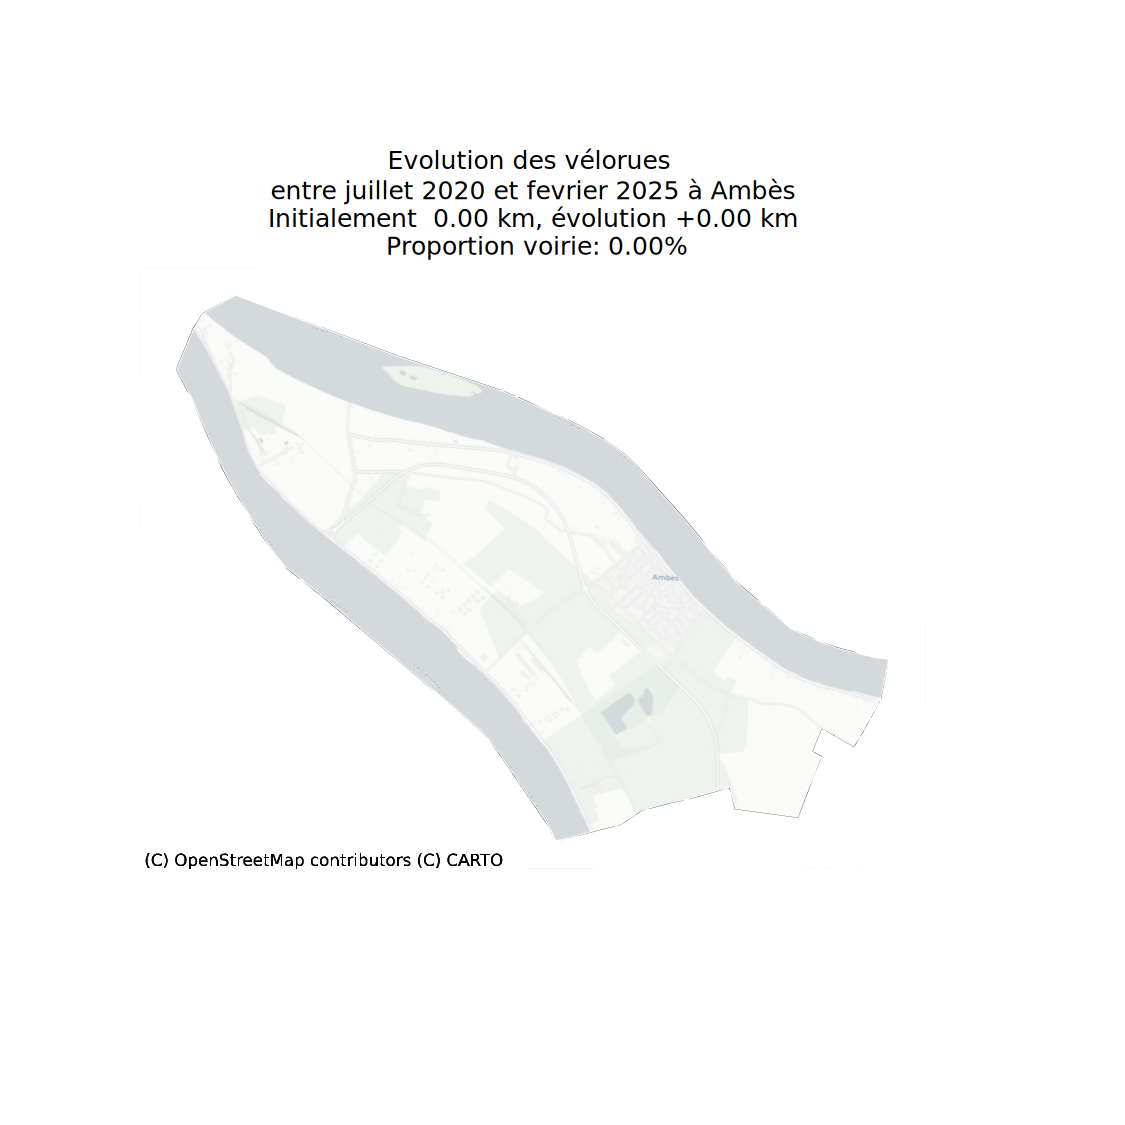 Evolution des vélorues
entre juillet 2020 et fevrier 2025 à Ambès
Initialement  0.00 km, évolution +0.00 km
Proportion voirie: 0.00%
Ambès
(C) OpenStreetMap contributors (C) CARTO